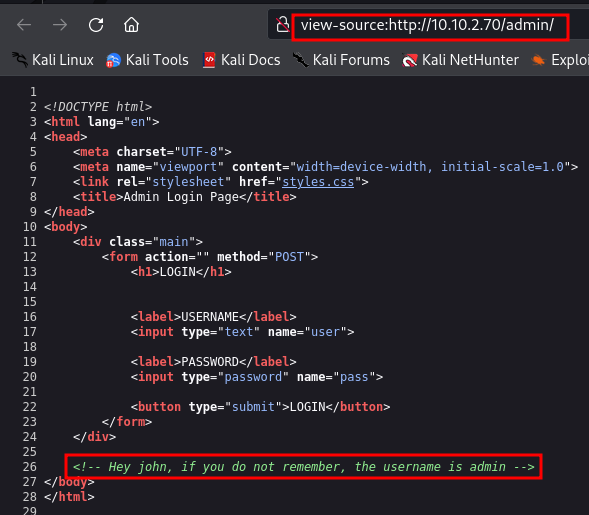 view-source:http://10.10.2.70/admin/
Kali Linux Kali Tools Kali Docs Kali Forums Kali NetHunter Exploi
1
2 <!DOCTYPE html>
3 <html lang="en">
4 <head>
5     <meta charset="UTF-8">
6     <meta name="viewport" content="width=device-width, initial-scale=1.0">
7     <link rel="stylesheet" href="styles.css">
8     <title>Admin Login Page</title>
9 </head>
10 <body>
11     <div class="main">
12         <form action="" method="POST">
13             <h1>LOGIN</h1>
14
15
16             <label>USERNAME</label>
17             <input type="text" name="user">
18
19             <label>PASSWORD</label>
20             <input type="password" name="pass">
21
22             <button type="submit">LOGIN</button>
23         </form>
24     </div>
25
26     <!-- Hey john, if you do not remember, the username is admin -->
27 </body>
28 </html>
29